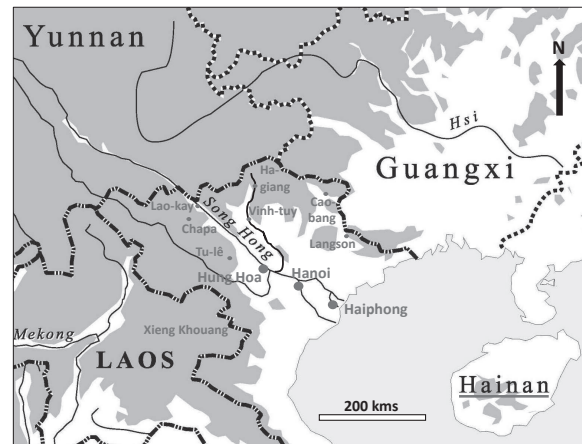 Yunnan
N
Hsi
Guangxi
Ha-
giang
Cao-
bang
Lao-kay
Song Hong
Vinh-tuy
Chapa
Langson
Tu-lê
Hung Hoa
Hanoi
Haiphong
Xieng Khouang
Mekong
LAOS
Hainan
200 kms